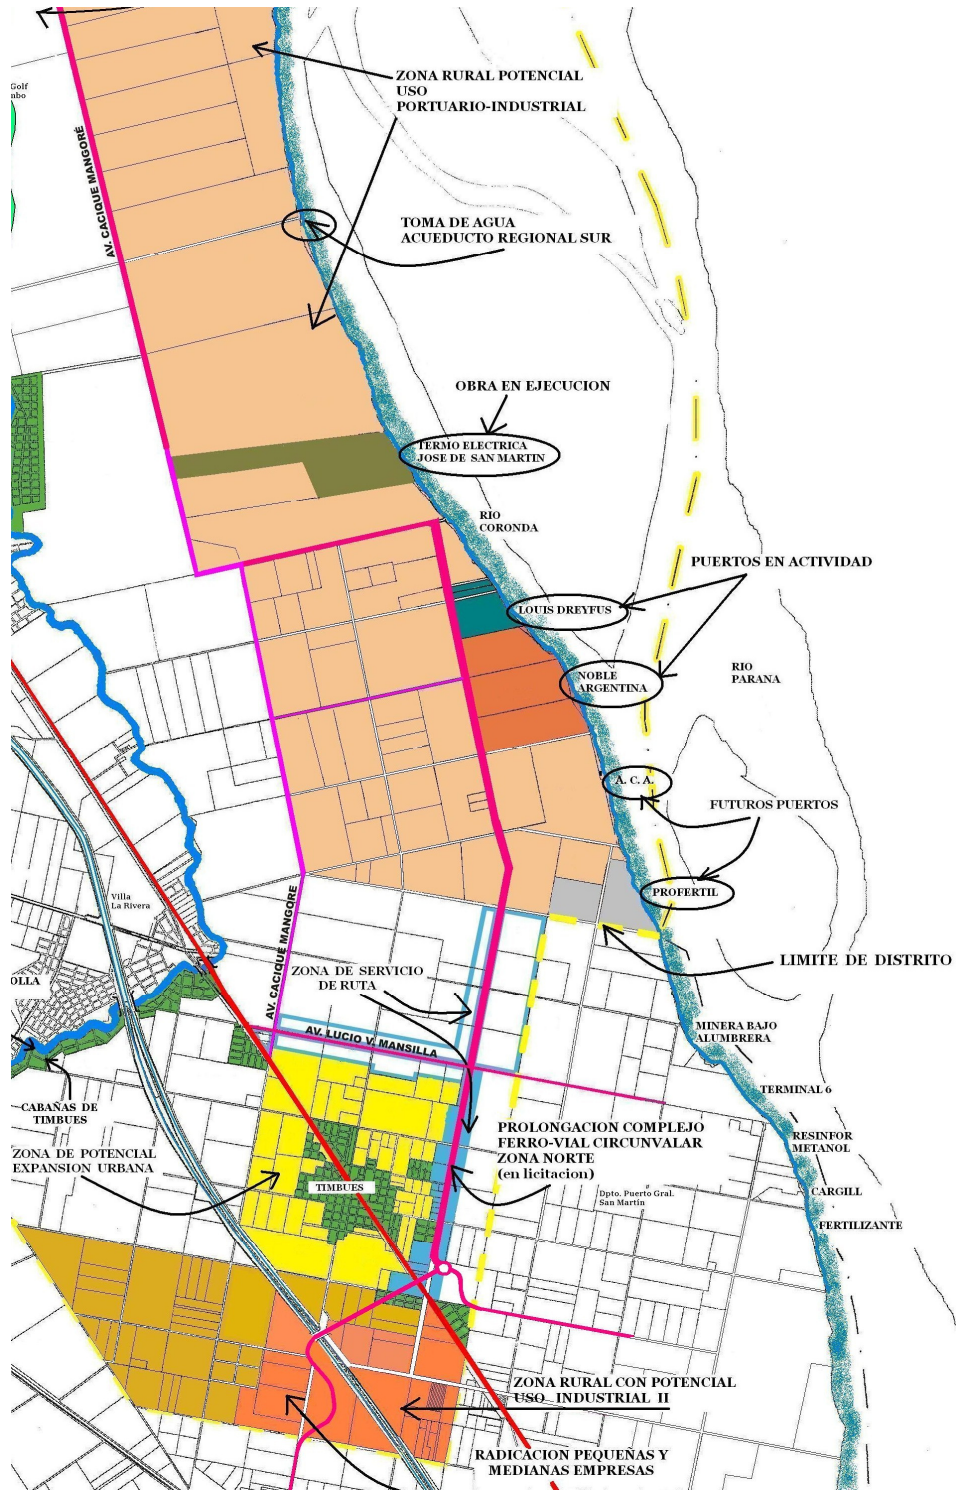 Golf
mbo
ZONA RURAL POTENCIAL
USO
PORTUARIO-INDUSTRIAL
AV. CACIQUE MANGORÉ
TOMA DE AGUA
ACUEDUCTO REGIONAL SUR
OBRA EN EJECUCION
TERMO ELECTRICA
JOSE DE SAN MARTIN
RIO
CORONDA
PUERTOS EN ACTIVIDAD
LOUIS DREYFUS
NOBLE
ARGENTINA
RIO
PARANA
A. C. A.
FUTUROS PUERTOS
PROFERTIL
Villa
La Rivera
AV. CACIQUE MANGORE
ZONA DE SERVICIO
DE RUTA
LIMITE DE DISTRITO
OLLA
AV. LUCIO V. MANSILLA
MINERA BAJO
ALUMBRERA
TERMINAL 6
CABAÑAS DE
TIMBUES
PROLONGACION COMPLEJO
FERRO-VIAL CIRCUNVALAR
ZONA NORTE
(en licitacion)
RESINFOR
METANOL
ZONA DE POTENCIAL
EXPANSION URBANA
TIMBUES
Dpto. Puerto Gral.
San Martín
CARGILL
FERTILIZANTE
ZONA RURAL CON POTENCIAL
USO INDUSTRIAL II
RADICACION PEQUEÑAS Y
MEDIANAS EMPRESAS